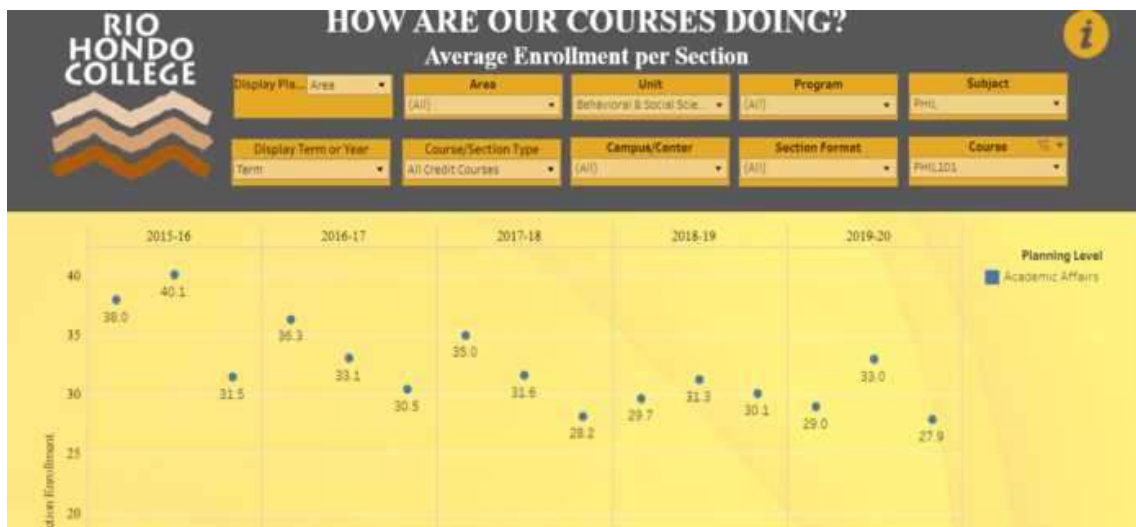 RIO
HONDO
COLLEGE
HOW ARE OUR COURSES DOING?
Average Enrollment per Section
i
Display Pla... Area
Area
(All)
Unit
Behavioral & Social Scie...
Program
(All)
Subject
PHIL
Display Term or Year
Term
Course/Section Type
All Credit Courses
Campus/Center
(All)
Section Format
(All)
Course
PHIL101
2015-16 2016-17 2017-18 2018-19 2019-20
Planning Level
Academic Affairs
40
35
30
25
20
38.0
40.1
31.5
36.3
33.1
30.5
35.0
31.6
28.2
29.7
31.3
30.1
29.0
33.0
27.9
Enrollment